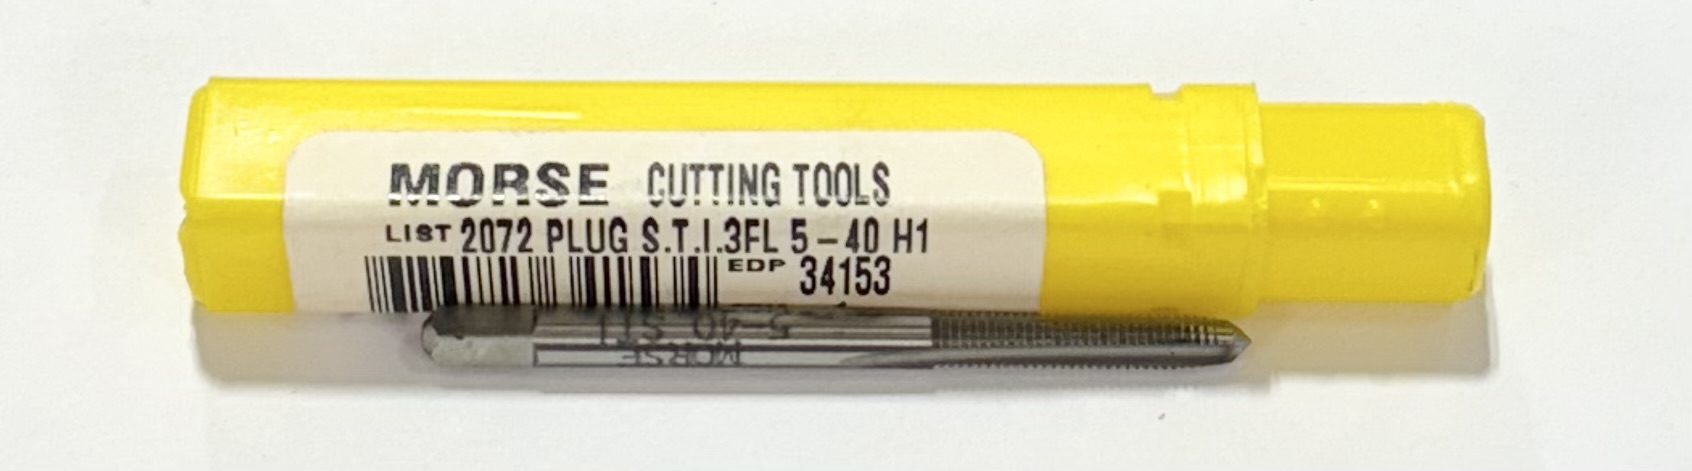 MORSE CUTTING TOOLS
LIST 2072 PLUG S.T.I.3FL 5-40 H1
EDP 34153
5-40 STI
MORSE